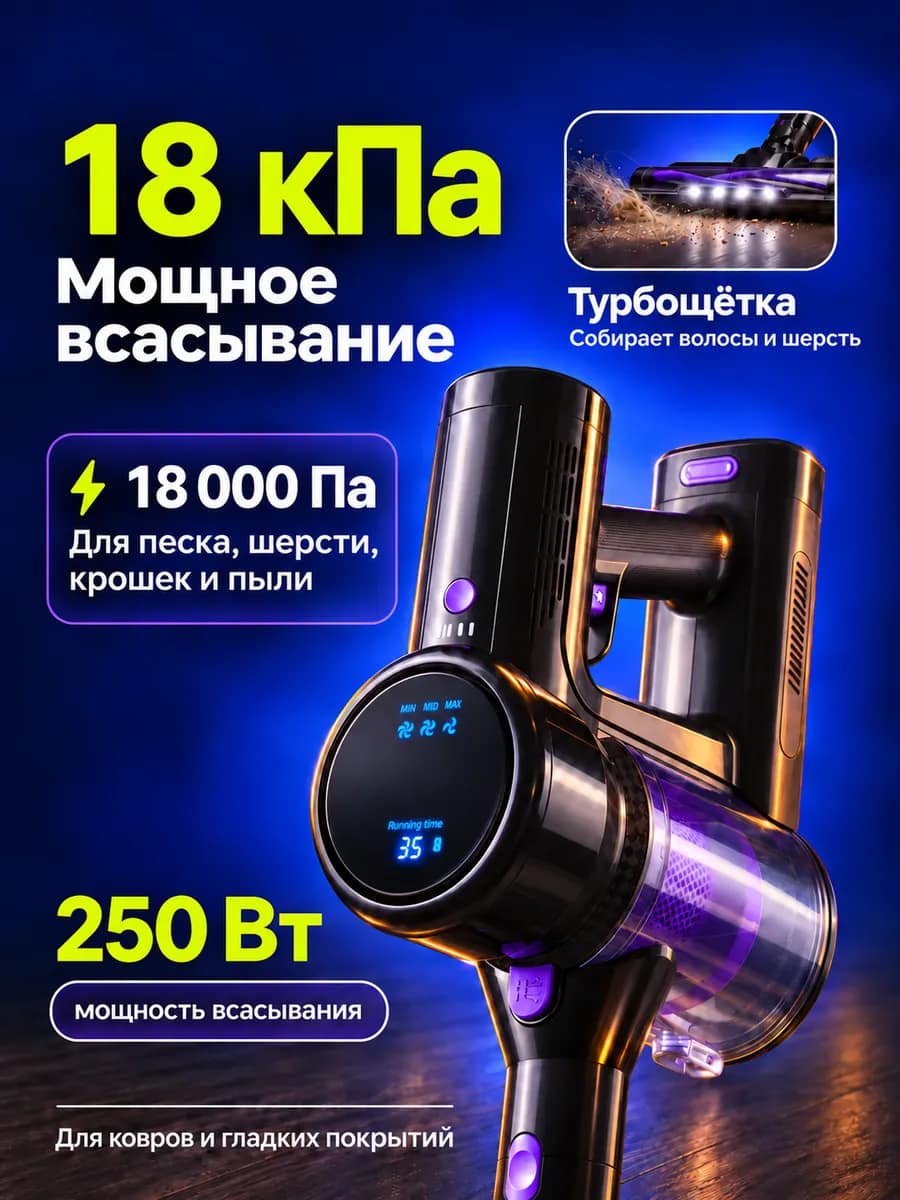 18 кПа
Мощное
всасывание
Турбощётка
Собирает волосы и шерсть
18 000 Па
Для песка, шерсти,
крошек и пыли
MIN MID MAX
Running time
35 8
250 Вт
мощность всасывания
Для ковров и гладких покрытий